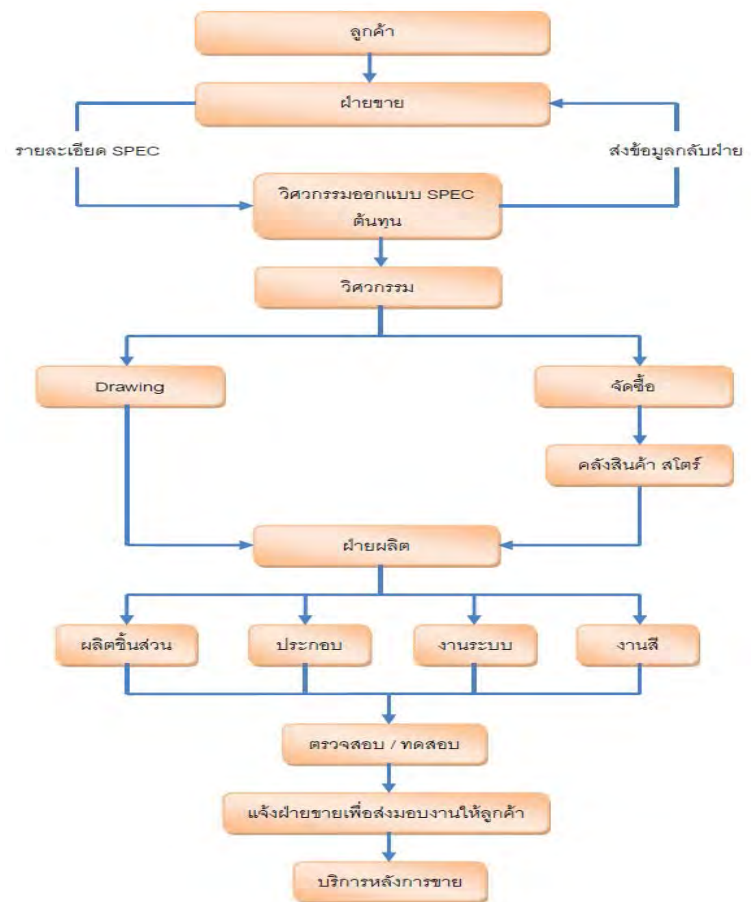 ลูกค้า
ฝ่ายขาย
รายละเอียด SPEC
ส่งข้อมูลกลับฝ่าย
วิศวกรรมออกแบบ SPEC
ต้นทุน
วิศวกรรม
Drawing
จัดซื้อ
คลังสินค้า สโตร์
ฝ่ายผลิต
ผลิตชิ้นส่วน
ประกอบ
งานระบบ
งานสี
ตรวจสอบ / ทดสอบ
แจ้งฝ่ายขายเพื่อส่งมอบงานให้ลูกค้า
บริการหลังการขาย